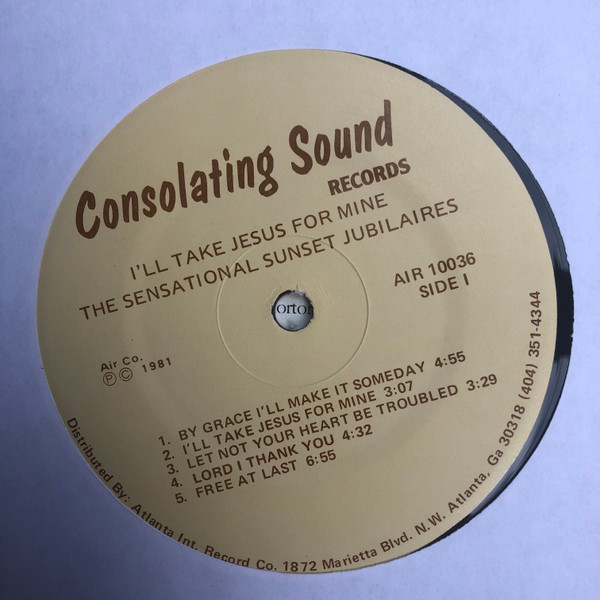 Consolating Sound
RECORDS
I'LL TAKE JESUS FOR MINE
THE SENSATIONAL SUNSET JUBILAIRES
AIR 10036
SIDE I
Air Co.
Ⓟ Ⓒ 1981
1. BY GRACE I'LL MAKE IT SOMEDAY 4:55
2. I'LL TAKE JESUS FOR MINE 3:07
3. LET NOT YOUR HEART BE TROUBLED 3:29
4. LORD I THANK YOU 4:32
5. FREE AT LAST 6:55
Distributed By: Atlanta Int. Record Co. 1872 Marietta Blvd. N.W. Atlanta, Ga 30318 (404) 351-4344